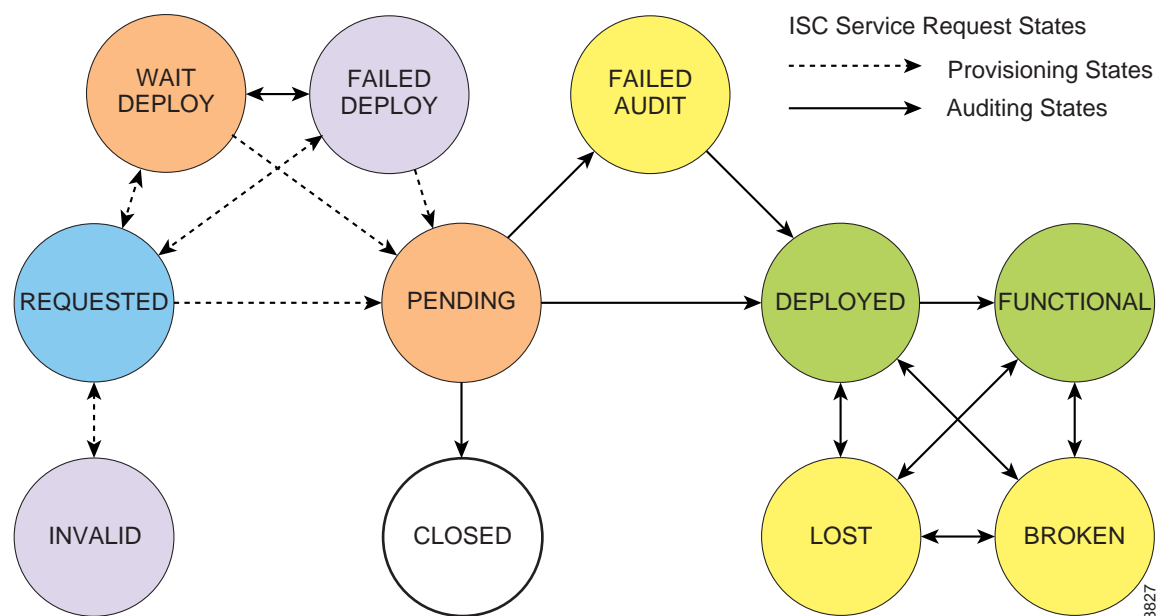 ISC Service Request States
Provisioning States
Auditing States
WAIT
DEPLOY
FAILED
DEPLOY
FAILED
AUDIT
REQUESTED
PENDING
DEPLOYED
FUNCTIONAL
INVALID
CLOSED
LOST
BROKEN